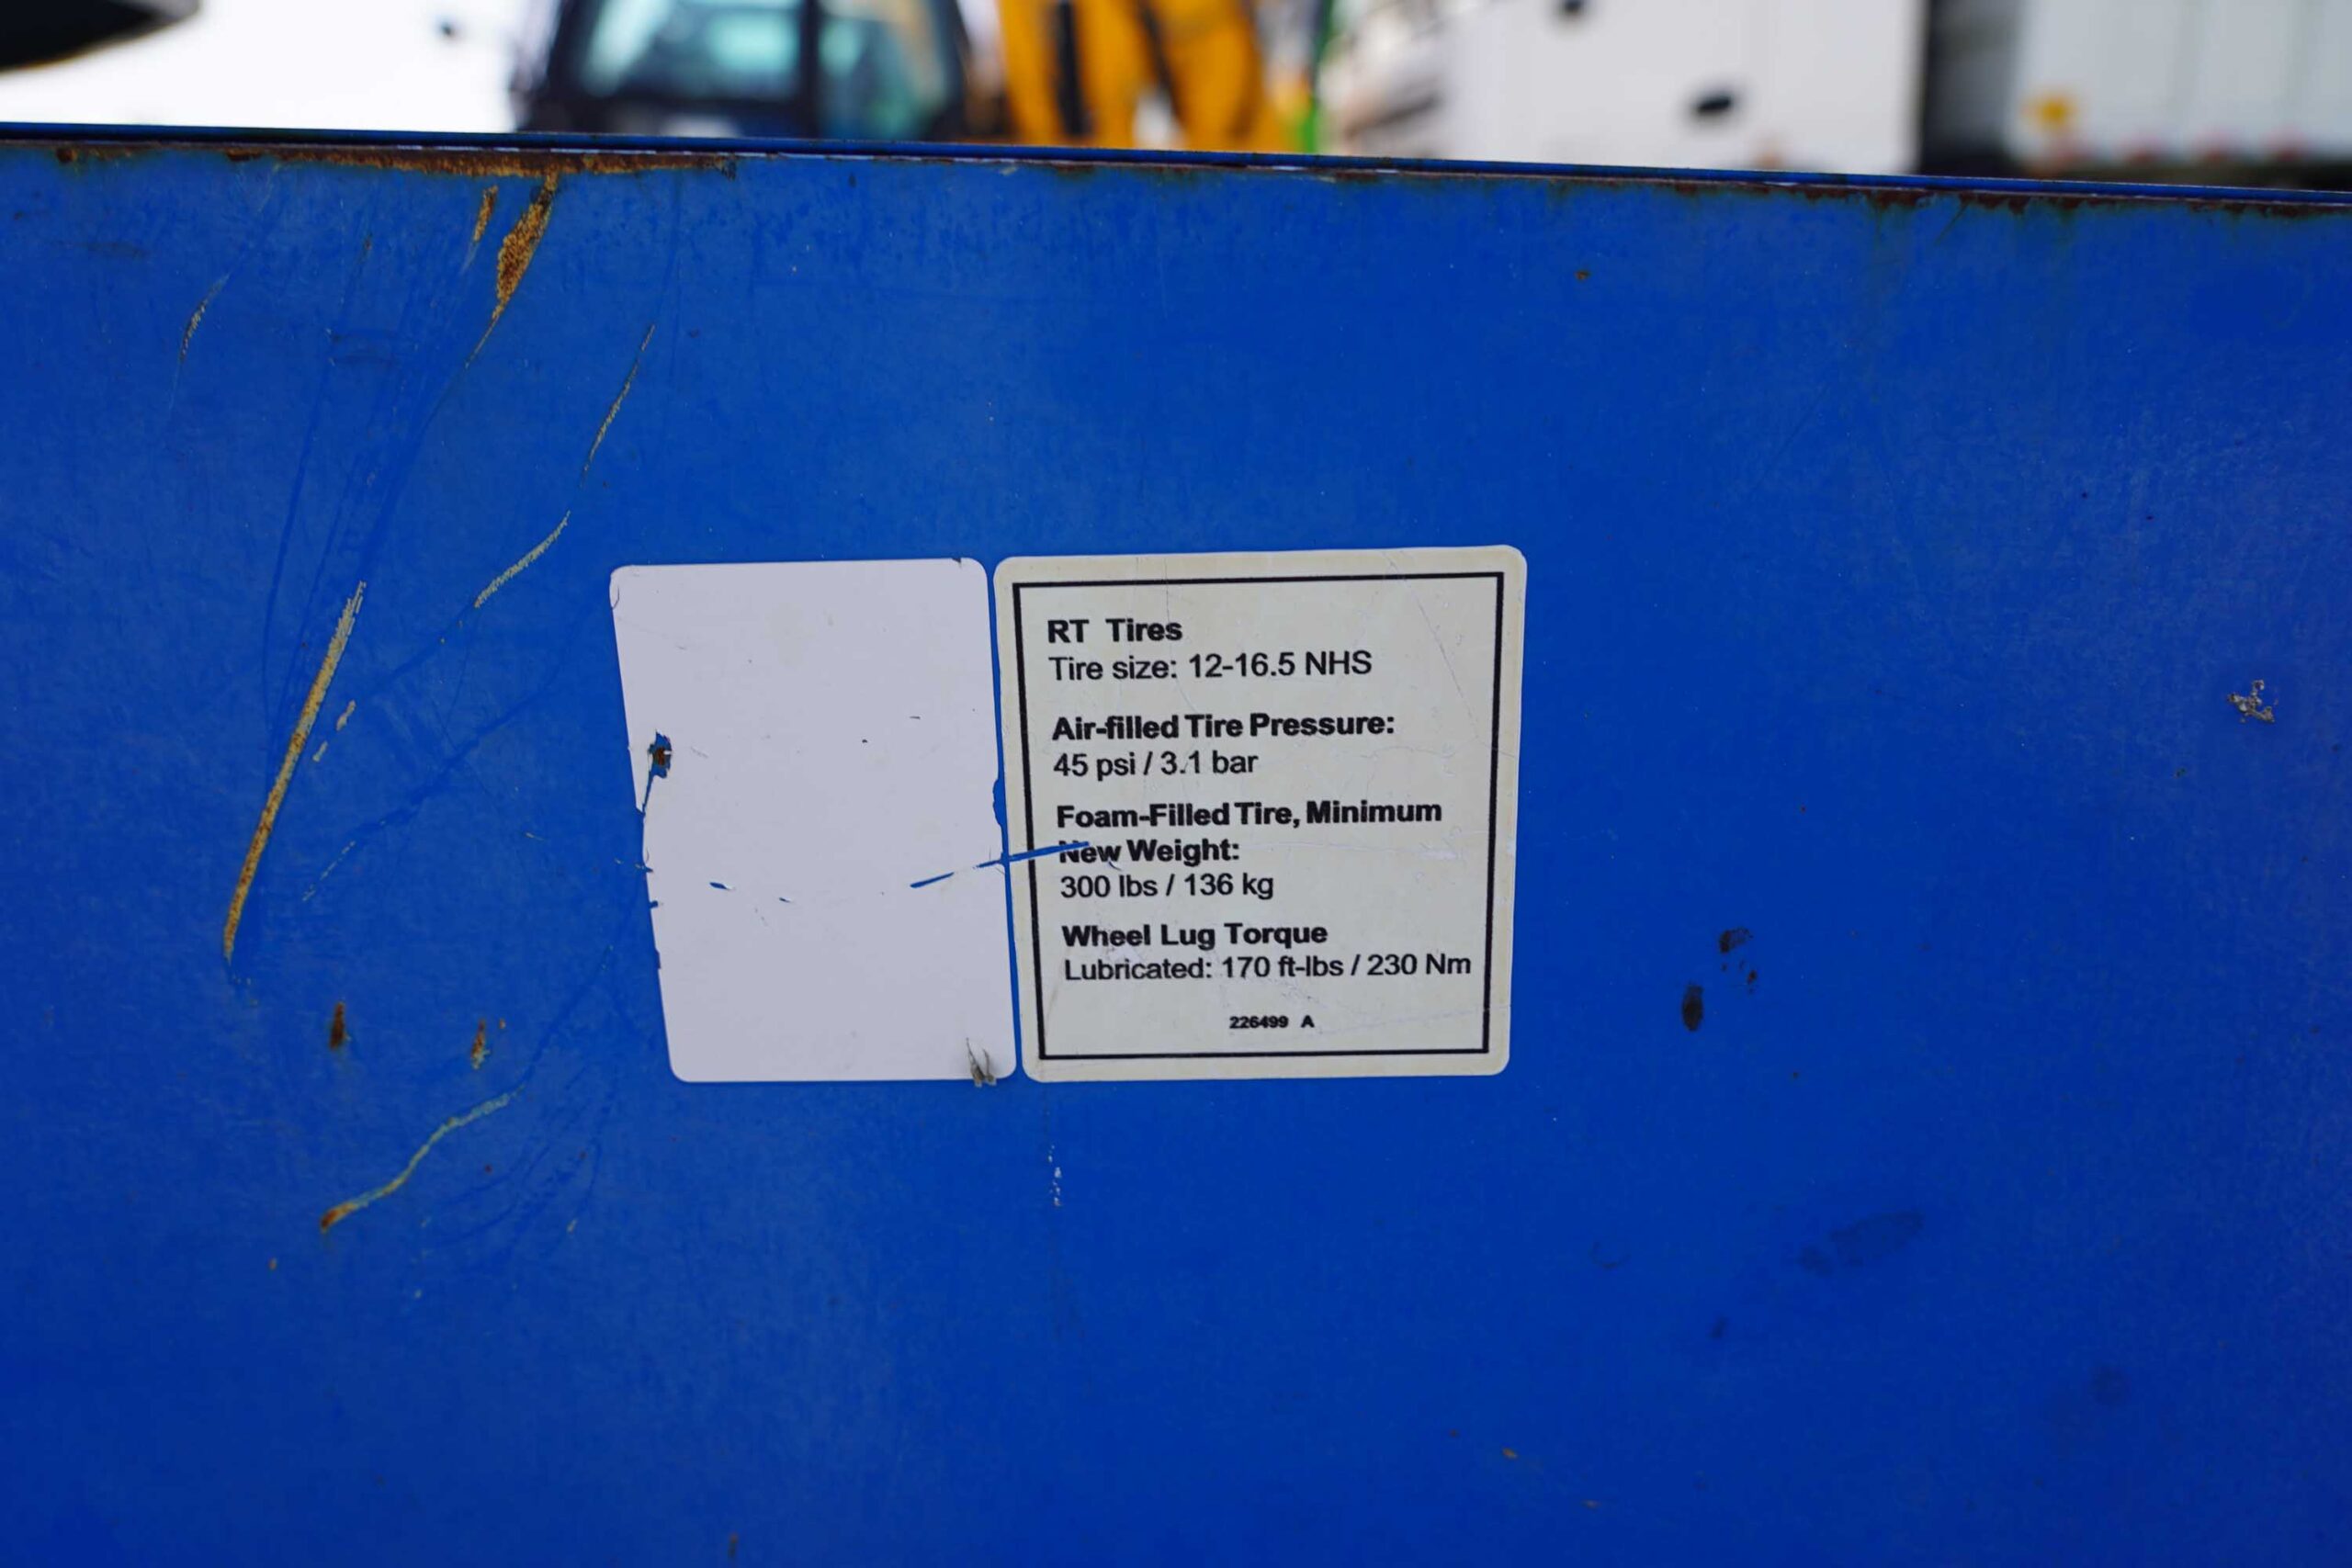 RT Tires
Tire size: 12-16.5 NHS
Air-filled Tire Pressure:
45 psi / 3.1 bar
Foam-Filled Tire, Minimum
New Weight:
300 lbs / 136 kg
Wheel Lug Torque
Lubricated: 170 ft-lbs / 230 Nm
226499 A